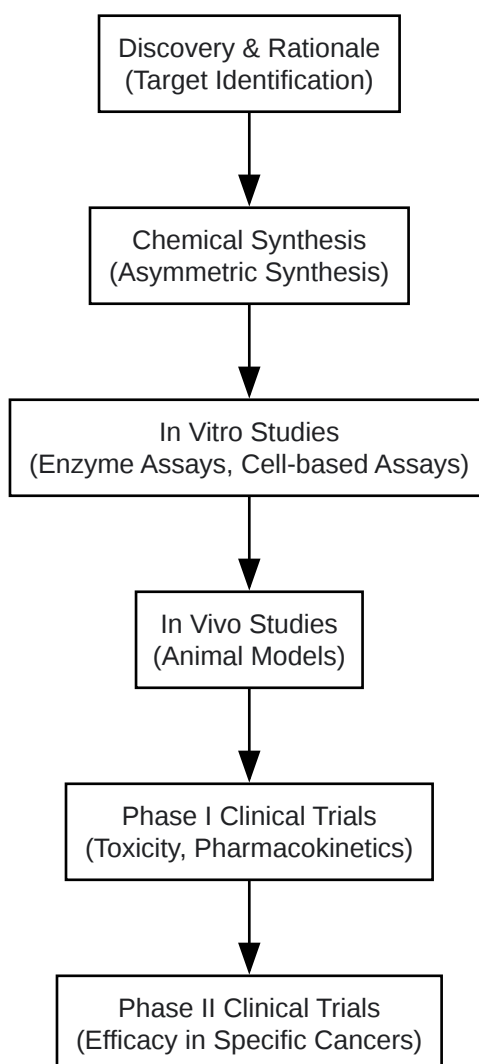 Discovery & Rationale
(Target Identification)
Chemical Synthesis
(Asymmetric Synthesis)
In Vitro Studies
(Enzyme Assays, Cell-based Assays)
In Vivo Studies
(Animal Models)
Phase I Clinical Trials
(Toxicity, Pharmacokinetics)
Phase II Clinical Trials
(Efficacy in Specific Cancers)